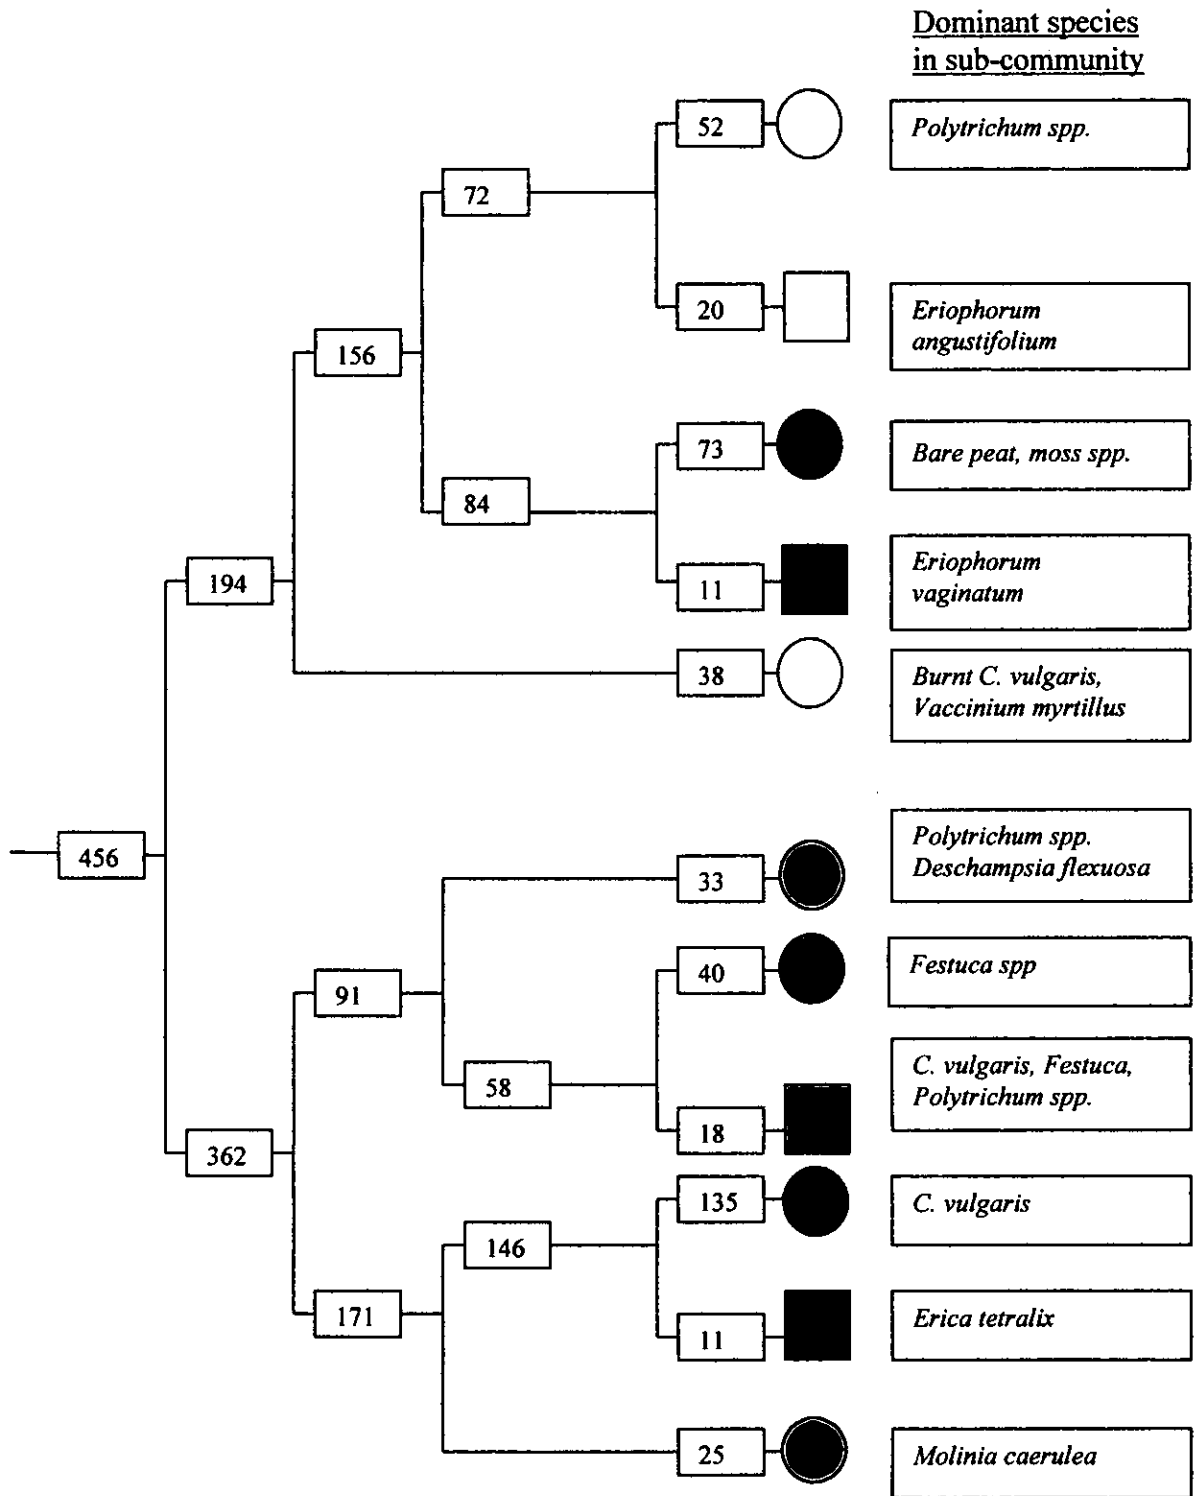 Dominant species
in sub-community
52
Polytrichum spp.
72
20
Eriophorum
angustifolium
156
73
Bare peat, moss spp.
84
194
11
Eriophorum
vaginatum
38
Burnt C. vulgaris,
Vaccinium myrtillus
456
33
Polytrichum spp.
Deschampsia flexuosa
40
Festuca spp
91
58
18
C. vulgaris, Festuca,
Polytrichum spp.
362
135
C. vulgaris
146
171
11
Erica tetralix
25
Molinia caerulea